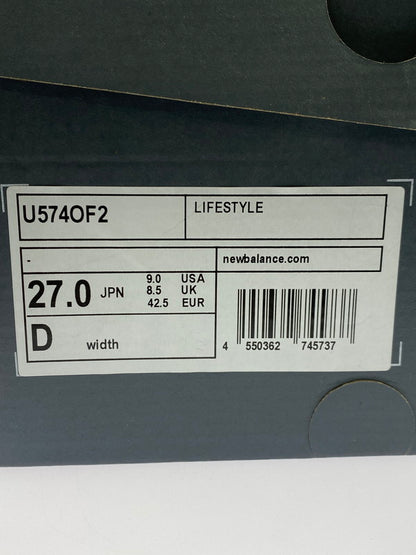 U574OF2 LIFESTYLE
- newbalance.com
27.0 JPN 9.0 USA
8.5 UK
42.5 EUR
D width
4 550362 745737